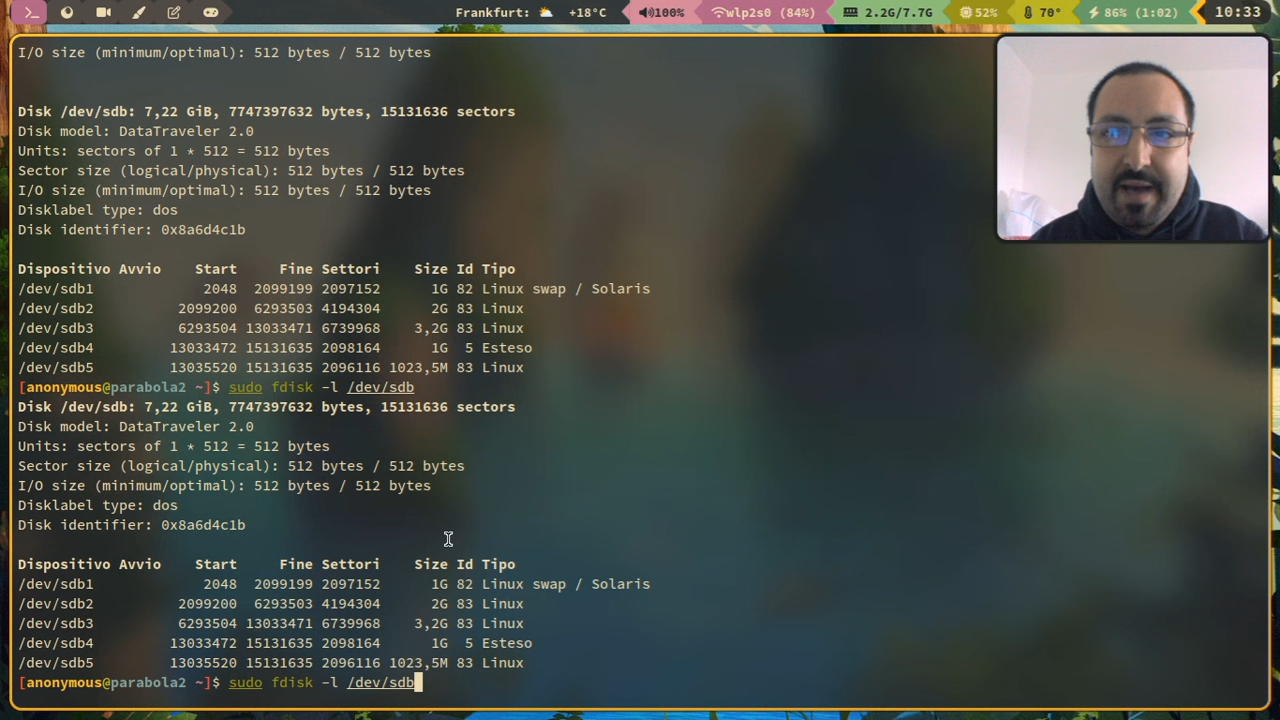 Frankfurt: +18°C 100% wlp2s0 (84%) 2.2G/7.7G 52% 70° 86% (1:02) 10:33
I/O size (minimum/optimal): 512 bytes / 512 bytes
Disk /dev/sdb: 7,22 GiB, 7747397632 bytes, 15131636 sectors
Disk model: DataTraveler 2.0
Units: sectors of 1 * 512 = 512 bytes
Sector size (logical/physical): 512 bytes / 512 bytes
I/O size (minimum/optimal): 512 bytes / 512 bytes
Disklabel type: dos
Disk identifier: 0x8a6d4c1b
Dispositivo Avvio Start Fine Settori Size Id Tipo
/dev/sdb1 2048 2099199 2097152 1G 82 Linux swap / Solaris
/dev/sdb2 2099200 6293503 4194304 2G 83 Linux
/dev/sdb3 6293504 13033471 6739968 3,2G 83 Linux
/dev/sdb4 13033472 15131635 2098164 1G 5 Esteso
/dev/sdb5 13035520 15131635 2096116 1023,5M 83 Linux
[anonymous@parabola2 ~]$ sudo fdisk -l /dev/sdb
Disk /dev/sdb: 7,22 GiB, 7747397632 bytes, 15131636 sectors
Disk model: DataTraveler 2.0
Units: sectors of 1 * 512 = 512 bytes
Sector size (logical/physical): 512 bytes / 512 bytes
I/O size (minimum/optimal): 512 bytes / 512 bytes
Disklabel type: dos
Disk identifier: 0x8a6d4c1b
Dispositivo Avvio Start Fine Settori Size Id Tipo
/dev/sdb1 2048 2099199 2097152 1G 82 Linux swap / Solaris
/dev/sdb2 2099200 6293503 4194304 2G 83 Linux
/dev/sdb3 6293504 13033471 6739968 3,2G 83 Linux
/dev/sdb4 13033472 15131635 2098164 1G 5 Esteso
/dev/sdb5 13035520 15131635 2096116 1023,5M 83 Linux
[anonymous@parabola2 ~]$ sudo fdisk -l /dev/sdb